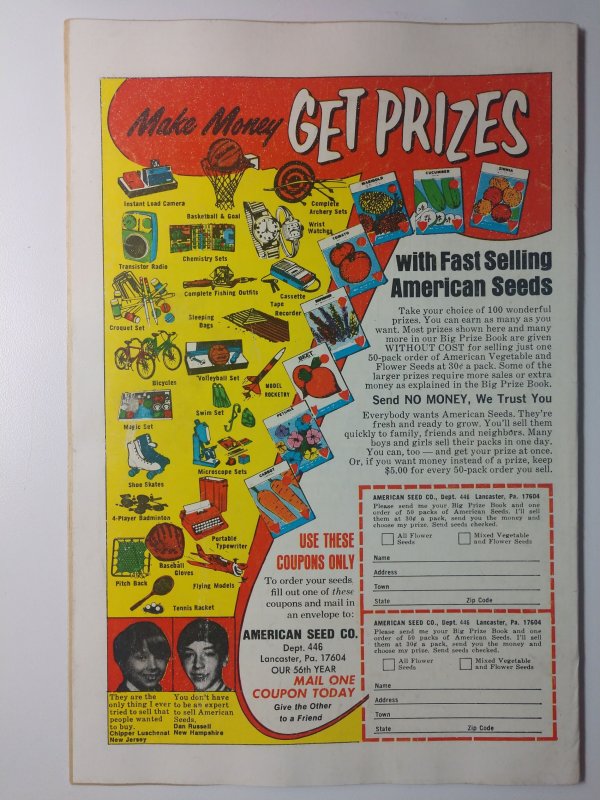 Make Money GET PRIZES
MARIGOLD
CUCUMBER
ZINNIA
TOMATO
BEET
PETUNIA
CARROT
Instant Load Camera
Basketball & Goal
Complete
Archery Sets
Wrist
Watches
Transistor Radio
Chemistry Sets
Complete Fishing Outfits
Cassette
Tape
Recorder
Croquet Set
Sleeping
Bags
Bicycles
Volleyball Set
MODEL
ROCKETRY
Magic Set
Swim Set
Shoe Skates
Microscope Sets
4-Player Badminton
Portable
Typewriter
Pitch Back
Baseball
Gloves
Flying Models
Tennis Racket
with Fast Selling
American Seeds
Take your choice of 100 wonderful
prizes. You can earn as many as you
want. Most prizes shown here and many
more in our Big Prize Book are given
WITHOUT COST for selling just one
50-pack order of American Vegetable and
Flower Seeds at 30¢ a pack. Some of the
larger prizes require more sales or extra
money as explained in the Big Prize Book.
Send NO MONEY, We Trust You
Everybody wants American Seeds. They're
fresh and ready to grow. You'll sell them
quickly to family, friends and neighbors. Many
boys and girls sell their packs in one day.
You can, too — and get your prize at once.
Or, if you want money instead of a prize, keep
$5.00 for every 50-pack order you sell.
USE THESE
COUPONS ONLY
To order your seeds,
fill out one of these
coupons and mail in
an envelope to:
AMERICAN SEED CO.
Dept. 446
Lancaster, Pa. 17604
OUR 56th YEAR
MAIL ONE
COUPON TODAY
Give the Other
to a Friend
They are the
only thing I ever
tried to sell that
people wanted
to buy.
Chipper Luschenat
New Jersey
You don't have
to be an expert
to sell American
Seeds.
Dan Russell
New Hampshire
AMERICAN SEED CO., Dept. 446 Lancaster, Pa. 17604
Please send me your Big Prize Book and one
order of 50 packs of American Seeds. I'll sell
them at 30¢ a pack, send you the money and
choose my prize. Send seeds checked.
All Flower
Seeds
Mixed Vegetable
and Flower Seeds
Name
Address
Town
State Zip Code
AMERICAN SEED CO., Dept. 446 Lancaster, Pa. 17604
Please send me your Big Prize Book and one
order of 50 packs of American Seeds. I'll sell
them at 30¢ a pack, send you the money and
choose my prize. Send seeds checked.
All Flower
Seeds
Mixed Vegetable
and Flower Seeds
Name
Address
Town
State Zip Code